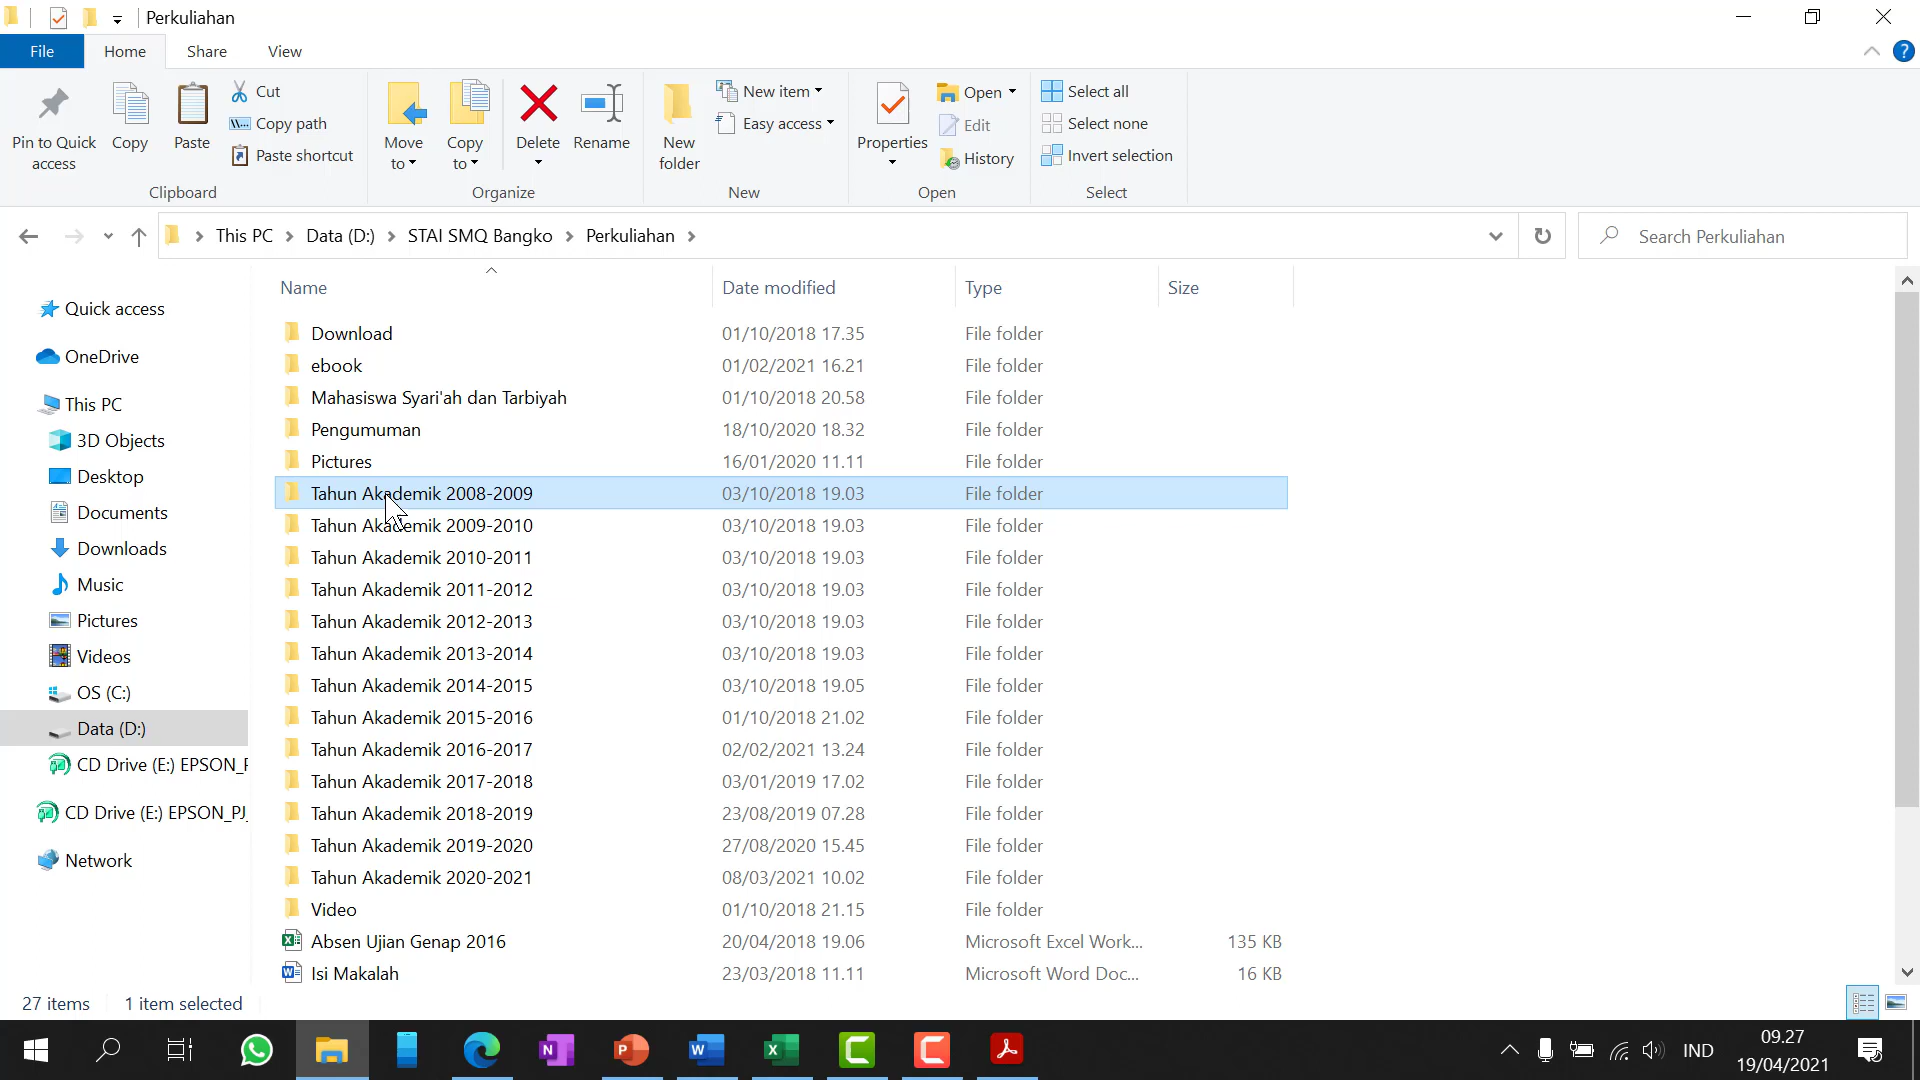 Perkuliahan
File Home Share View
Pin to Quick access
Copy
Paste
Cut
Copy path
Paste shortcut
Clipboard
Move to
Copy to
Delete
Rename
Organize
New folder
New item
Easy access
New
Properties
Open
Edit
History
Open
Select all
Select none
Invert selection
Select
This PC > Data (D:) > STAI SMQ Bangko > Perkuliahan >
Search Perkuliahan
Quick access
OneDrive
This PC
3D Objects
Desktop
Documents
Downloads
Music
Pictures
Videos
OS (C:)
Data (D:)
CD Drive (E:) EPSON_P
CD Drive (E:) EPSON_PJ_
Network
Name Date modified Type Size
Download 01/10/2018 17.35 File folder
ebook 01/02/2021 16.21 File folder
Mahasiswa Syari'ah dan Tarbiyah 01/10/2018 20.58 File folder
Pengumuman 18/10/2020 18.32 File folder
Pictures 16/01/2020 11.11 File folder
Tahun Akademik 2008-2009 03/10/2018 19.03 File folder
Tahun Akademik 2009-2010 03/10/2018 19.03 File folder
Tahun Akademik 2010-2011 03/10/2018 19.03 File folder
Tahun Akademik 2011-2012 03/10/2018 19.03 File folder
Tahun Akademik 2012-2013 03/10/2018 19.03 File folder
Tahun Akademik 2013-2014 03/10/2018 19.03 File folder
Tahun Akademik 2014-2015 03/10/2018 19.05 File folder
Tahun Akademik 2015-2016 01/10/2018 21.02 File folder
Tahun Akademik 2016-2017 02/02/2021 13.24 File folder
Tahun Akademik 2017-2018 03/01/2019 17.02 File folder
Tahun Akademik 2018-2019 23/08/2019 07.28 File folder
Tahun Akademik 2019-2020 27/08/2020 15.45 File folder
Tahun Akademik 2020-2021 08/03/2021 10.02 File folder
Video 01/10/2018 21.15 File folder
Absen Ujian Genap 2016 20/04/2018 19.06 Microsoft Excel Work... 135 KB
Isi Makalah 23/03/2018 11.11 Microsoft Word Doc... 16 KB
27 items 1 item selected
IND
09.27
19/04/2021